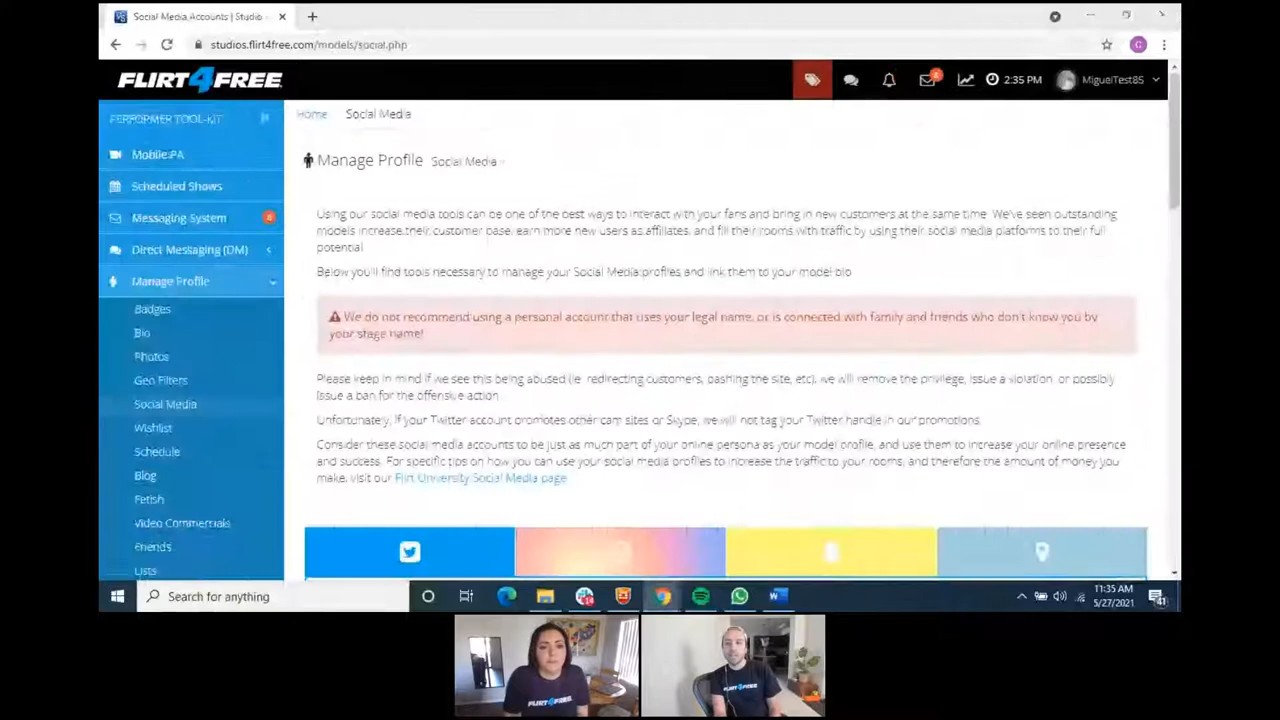 Social Media Accounts | Studio -
studios.flirt4free.com/models/social.php
FLIRT4FREE
2:35 PM
MiguelTest85
PERFORMER TOOL-KIT
Home
Social Media
Mobile PA
Manage Profile
Social Media
Scheduled Shows
Messaging System
6
Direct Messaging (DM)
Manage Profile
Badges
Bio
Photos
Geo Filters
Social Media
Wishlist
Schedule
Blog
Fetish
Video Commercials
Friends
Lists
Using our social media tools can be one of the best ways to interact with your fans and bring in new customers at the same time. We've seen outstanding
models increase their customer base, earn more new users as affiliates, and fill their rooms with traffic by using their social media platforms to their full
potential
Below you'll find tools necessary to manage your Social Media profiles and link them to your model bio
We do not recommend using a personal account that uses your legal name, or is connected with family and friends who don't know you by
your stage name!
Please keep in mind if we see this being abused (ie. redirecting customers, bashing the site, etc), we will remove the privilege, issue a violation, or possibly
issue a ban for the offensive action.
Unfortunately, if your Twitter account promotes other cam sites or Skype, we will not tag your Twitter handle in our promotions.
Consider these social media accounts to be just as much part of your online persona as your model profile, and use them to increase your online presence
and success. For specific tips on how you can use your social media profiles to increase the traffic to your rooms, and therefore the amount of money you
make, visit our Flirt University Social Media page
Search for anything
11:35 AM
5/27/2021
41
FLIRT4FREE
FLIRT4FREE